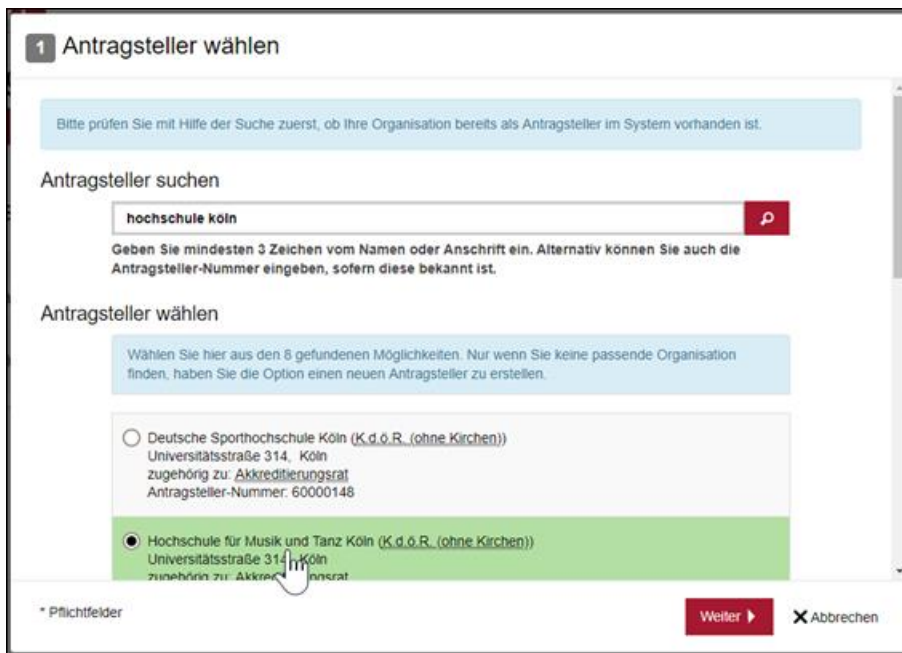 1 Antragsteller wählen
Bitte prüfen Sie mit Hilfe der Suche zuerst, ob Ihre Organisation bereits als Antragsteller im System vorhanden ist.
Antragsteller suchen
hochschule köln
Geben Sie mindesten 3 Zeichen vom Namen oder Anschrift ein. Alternativ können Sie auch die
Antragsteller-Nummer eingeben, sofern diese bekannt ist.
Antragsteller wählen
Wählen Sie hier aus den 8 gefundenen Möglichkeiten. Nur wenn Sie keine passende Organisation
finden, haben Sie die Option einen neuen Antragsteller zu erstellen.
Deutsche Sporthochschule Köln (K.d.ö.R. (ohne Kirchen))
Universitätsstraße 314, Köln
zugehörig zu: Akkreditierungsrat
Antragsteller-Nummer: 60000148
Hochschule für Musik und Tanz Köln (K.d.ö.R. (ohne Kirchen))
Universitätsstraße 314, Köln
zugehörig zu: Akkreditierungsrat
* Pflichtfelder
Weiter
Abbrechen